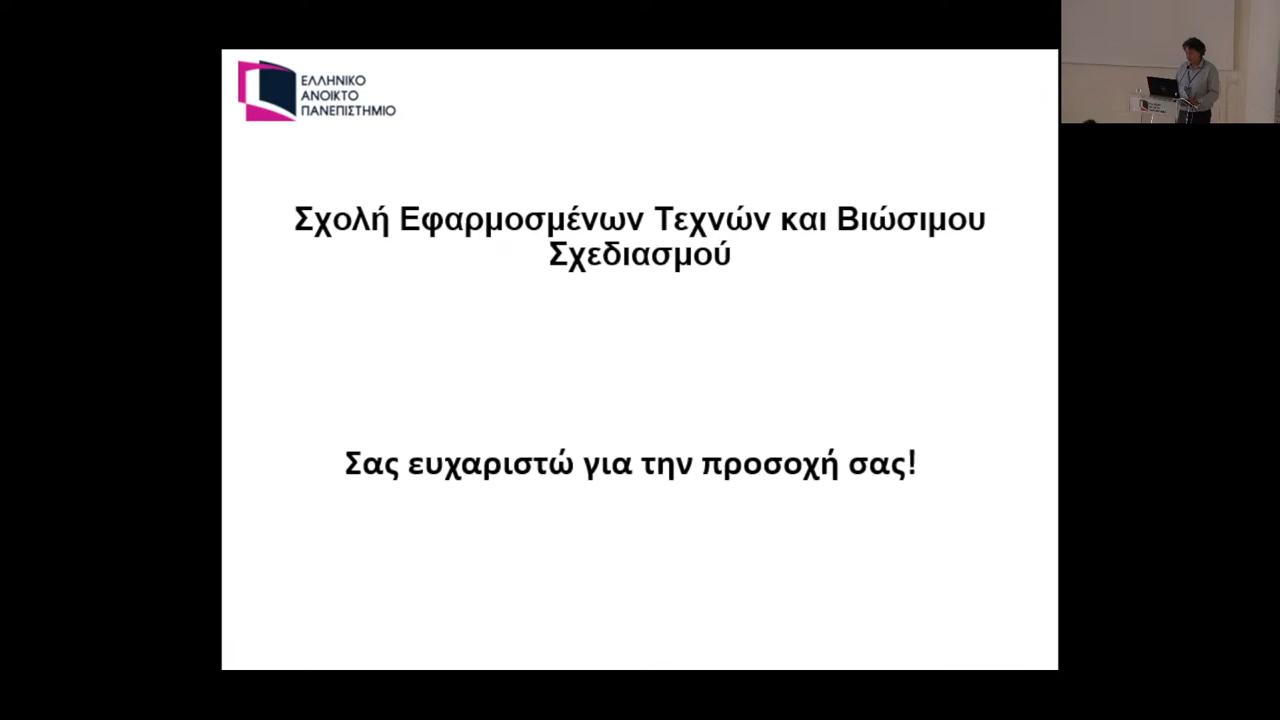 ΕΛΛΗΝΙΚΟ
ΑΝΟΙΚΤΟ
ΠΑΝΕΠΙΣΤΗΜΙΟ
Σχολή Εφαρμοσμένων Τεχνών και Βιώσιμου
Σχεδιασμού
Σας ευχαριστώ για την προσοχή σας!